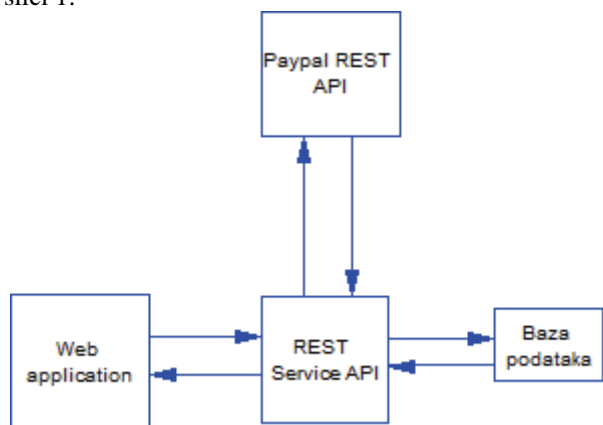 slici 1.
Paypal REST
API
Web
application
REST
Service API
Baza
podataka